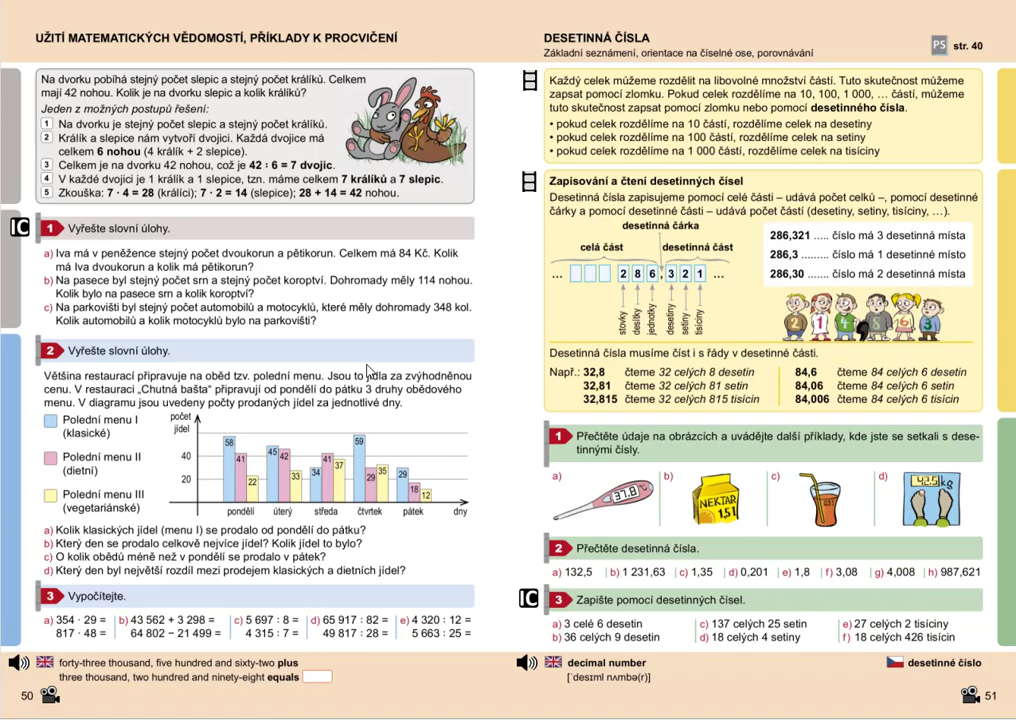 UŽITÍ MATEMATICKÝCH VĚDOMOSTÍ, PŘÍKLADY K PROCVIČENÍ
Na dvorku pobíhá stejný počet slepic a stejný počet králíků. Celkem
mají 42 nohou. Kolik je na dvorku slepic a kolik králíků?
Jeden z možných postupů řešení:
1 Na dvorku je stejný počet slepic a stejný počet králíků.
2 Králík a slepice nám vytvoří dvojici. Každá dvojice má
celkem 6 nohou (4 králík + 2 slepice).
3 Celkem je na dvorku 42 nohou, což je 42 : 6 = 7 dvojic.
4 V každé dvojici je 1 králík a 1 slepice, tzn. máme celkem 7 králíků a 7 slepic.
5 Zkouška: 7 · 4 = 28 (králíci); 7 · 2 = 14 (slepice); 28 + 14 = 42 nohou.
IC
1 Vyřešte slovní úlohy.
a) Iva má v peněžence stejný počet dvoukorun a pětikorun. Celkem má 84 Kč. Kolik
má Iva dvoukorun a kolik má pětikorun?
b) Na pasece byl stejný počet srn a stejný počet koroptví. Dohromady měly 114 nohou.
Kolik bylo na pasece srn a kolik koroptví?
c) Na parkovišti byl stejný počet automobilů a motocyklů, které měly dohromady 348 kol.
Kolik automobilů a kolik motocyklů bylo na parkovišti?
2 Vyřešte slovní úlohy.
Většina restaurací připravuje na oběd tzv. polední menu. Jsou to jídla za zvýhodněnou
cenu. V restauraci „Chutná bašta“ připravují od pondělí do pátku 3 druhy obědového
menu. V diagramu jsou uvedeny počty prodaných jídel za jednotlivé dny.
Polední menu I
(klasické)
Polední menu II
(dietní)
Polední menu III
(vegetariánské)
počet
jídel
40
20
58 41 22 45 42 33 34 41 37 59 29 35 29 18 12
pondělí úterý středa čtvrtek pátek dny
a) Kolik klasických jídel (menu I) se prodalo od pondělí do pátku?
b) Který den se prodalo celkově nejvíce jídel? Kolik jídel to bylo?
c) O kolik obědů méně než v pondělí se prodalo v pátek?
d) Který den byl největší rozdíl mezi prodejem klasických a dietních jídel?
3 Vypočítejte.
a) 354 · 29 = b) 43 562 + 3 298 = c) 5 697 : 8 = d) 65 917 : 82 = e) 4 320 : 12 =
817 · 48 = 64 802 − 21 499 = 4 315 : 7 = 49 817 : 28 = 5 663 : 25 =
forty-three thousand, five hundred and sixty-two plus
three thousand, two hundred and ninety-eight equals
50
DESETINNÁ ČÍSLA
Základní seznámení, orientace na číselné ose, porovnávání
PS str. 40
Každý celek můžeme rozdělit na libovolné množství částí. Tuto skutečnost můžeme
zapsat pomocí zlomku. Pokud celek rozdělíme na 10, 100, 1 000, … částí, můžeme
tuto skutečnost zapsat pomocí zlomku nebo pomocí desetinného čísla.
• pokud celek rozdělíme na 10 částí, rozdělíme celek na desetiny
• pokud celek rozdělíme na 100 částí, rozdělíme celek na setiny
• pokud celek rozdělíme na 1 000 částí, rozdělíme celek na tisíciny
Zapisování a čtení desetinných čísel
Desetinná čísla zapisujeme pomocí celé části – udává počet celků –, pomocí desetinné
čárky a pomocí desetinné části – udává počet částí (desetiny, setiny, tisíciny, …).
desetinná čárka
celá část desetinná část
… 2 8 6 , 3 2 1 …
stovky desítky jednotky desetiny setiny tisíciny
286,321 ..... číslo má 3 desetinná místa
286,3 ......... číslo má 1 desetinné místo
286,30 ....... číslo má 2 desetinná místa
2 1 4 8 6 3
Desetinná čísla musíme číst i s řády v desetinné části.
Např.: 32,8 čteme 32 celých 8 desetin 84,6 čteme 84 celých 6 desetin
32,81 čteme 32 celých 81 setin 84,06 čteme 84 celých 6 setin
32,815 čteme 32 celých 815 tisícin 84,006 čteme 84 celých 6 tisícin
1 Přečtěte údaje na obrázcích a uvádějte další příklady, kde jste se setkali s dese-
tinnými čísly.
a) b) c) d)
37,8
NEKTAR
1,5 l
42,5 kg
2 Přečtěte desetinná čísla.
a) 132,5 b) 1 231,63 c) 1,35 d) 0,201 e) 1,8 f) 3,08 g) 4,008 h) 987,621
IC
3 Zapište pomocí desetinných čísel.
a) 3 celé 6 desetin c) 137 celých 25 setin e) 27 celých 2 tisíciny
b) 36 celých 9 desetin d) 18 celých 4 setiny f) 18 celých 426 tisícin
decimal number desetinné číslo
[ˈdesɪml nʌmbə(r)]
51